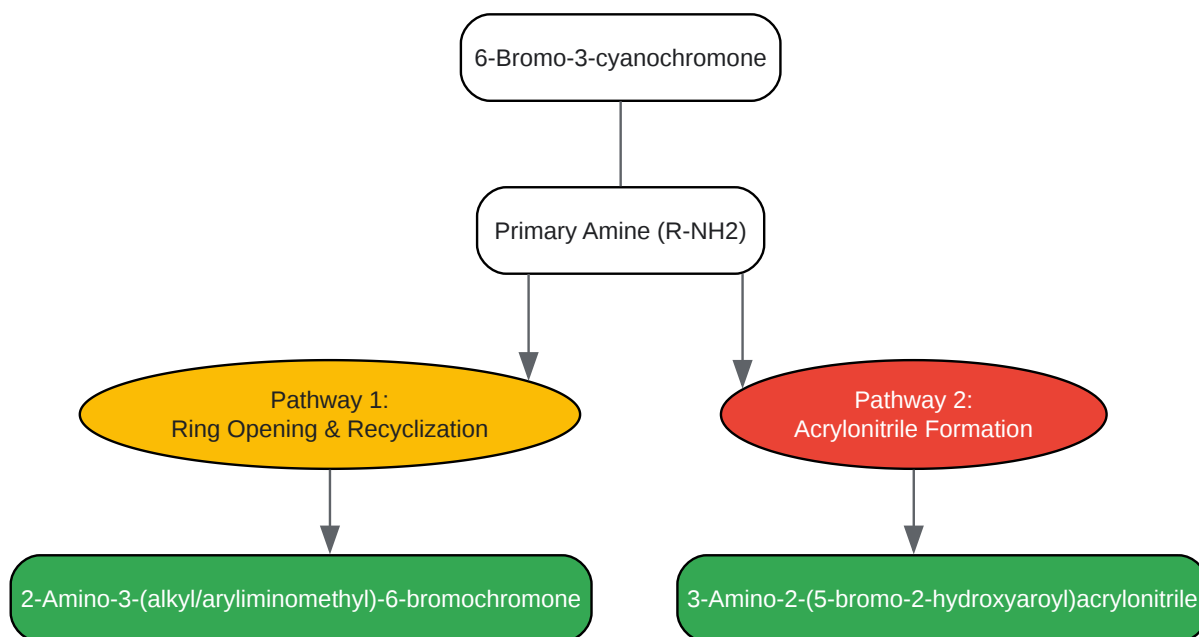 6-Bromo-3-cyanochromone
Primary Amine (R-NH2)
Pathway 1:
Ring Opening & Recyclization
Pathway 2:
Acrylonitrile Formation
2-Amino-3-(alkyl/aryliminomethyl)-6-bromochromone
3-Amino-2-(5-bromo-2-hydroxyaroyl)acrylonitrile